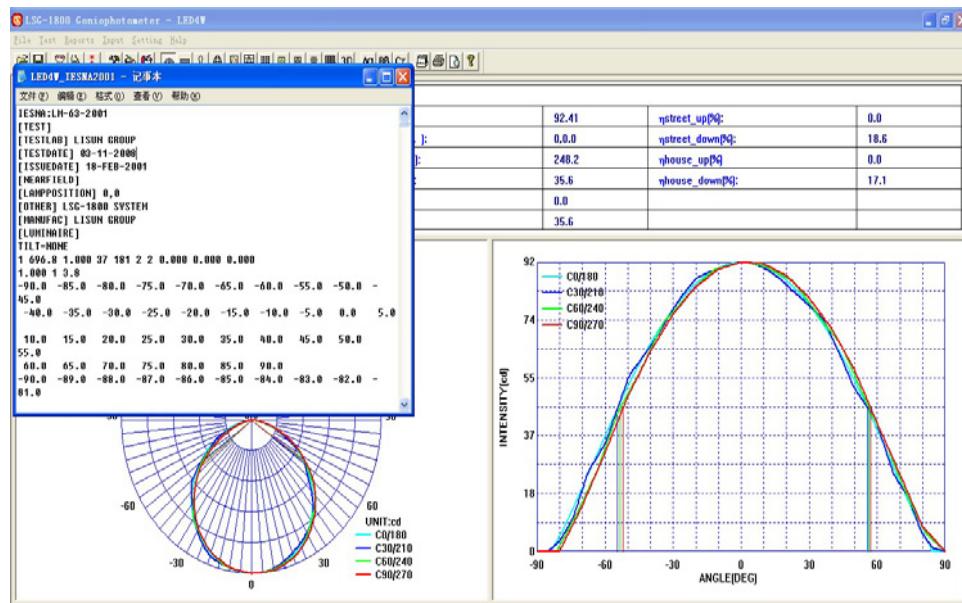 LSG-1800 Goniophotometer - LED4W
File Test Reports Input Setting Help
LED4W_IESNA2001 - 记事本
文件(F) 编辑(E) 格式(O) 查看(V) 帮助(H)
IESNA:LM-63-2001
[TEST]
[TESTLAB] LISUN GROUP
[TESTDATE] 03-11-2008
[ISSUEDATE] 18-FEB-2001
[NEARFIELD]
[LAMPPOSITION] 0,0
[OTHER] LSG-1800 SYSTEM
[MANUFAC] LISUN GROUP
[LUMINAIRE]
TILT=NONE
1 696.8 1.000 37 181 2 2 0.000 0.000 0.000
1.000 1 3.8
-90.0 -85.0 -80.0 -75.0 -70.0 -65.0 -60.0 -55.0 -50.0 -
45.0
-40.0 -35.0 -30.0 -25.0 -20.0 -15.0 -10.0 -5.0 0.0 5.0
10.0 15.0 20.0 25.0 30.0 35.0 40.0 45.0 50.0
55.0
60.0 65.0 70.0 75.0 80.0 85.0 90.0
-90.0 -89.0 -88.0 -87.0 -86.0 -85.0 -84.0 -83.0 -82.0 -
81.0
92.41 ηstreet_up[%]: 0.0
]: 0,0.0 ηstreet_down[%]: 18.6
]: 248.2 ηhouse_up[%] 0.0
: 35.6 ηhouse_down[%]: 17.1
0.0
35.6
-60 60
-30 30
0
UNIT:cd
C0/180
C30/210
C60/240
C90/270
INTENSITY[cd]
92
74
55
37
18
0
C0/180
C30/210
C60/240
C90/270
-90 -60 -30 0 30 60 90
ANGLE[DEG]